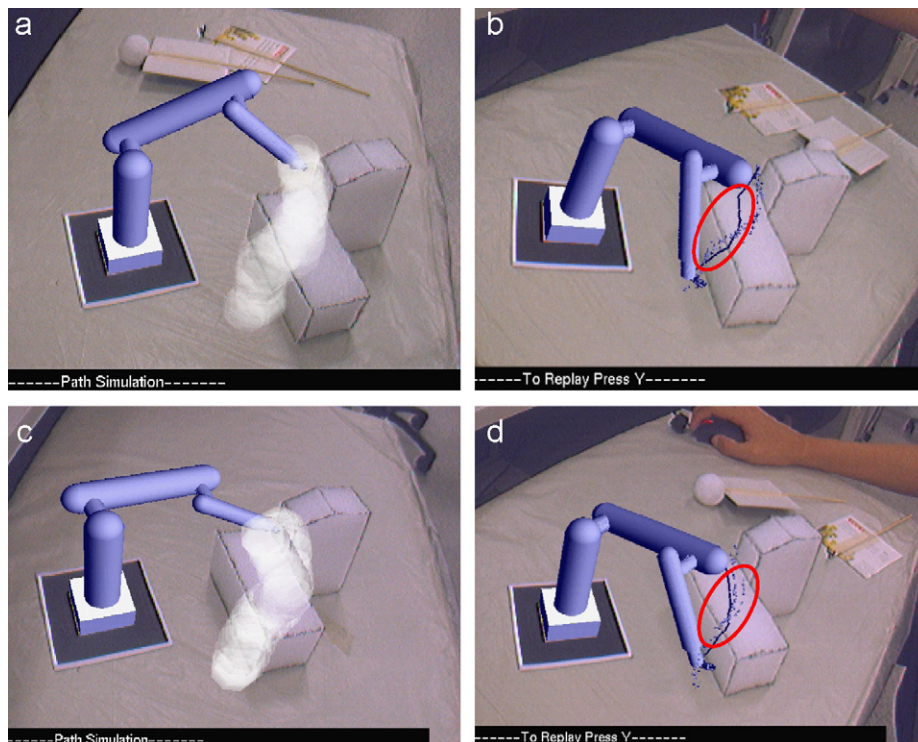 a
b
------Path Simulation-------
------To Replay Press Y-------
c
d
------Path Simulation-------
------To Replay Press Y-------